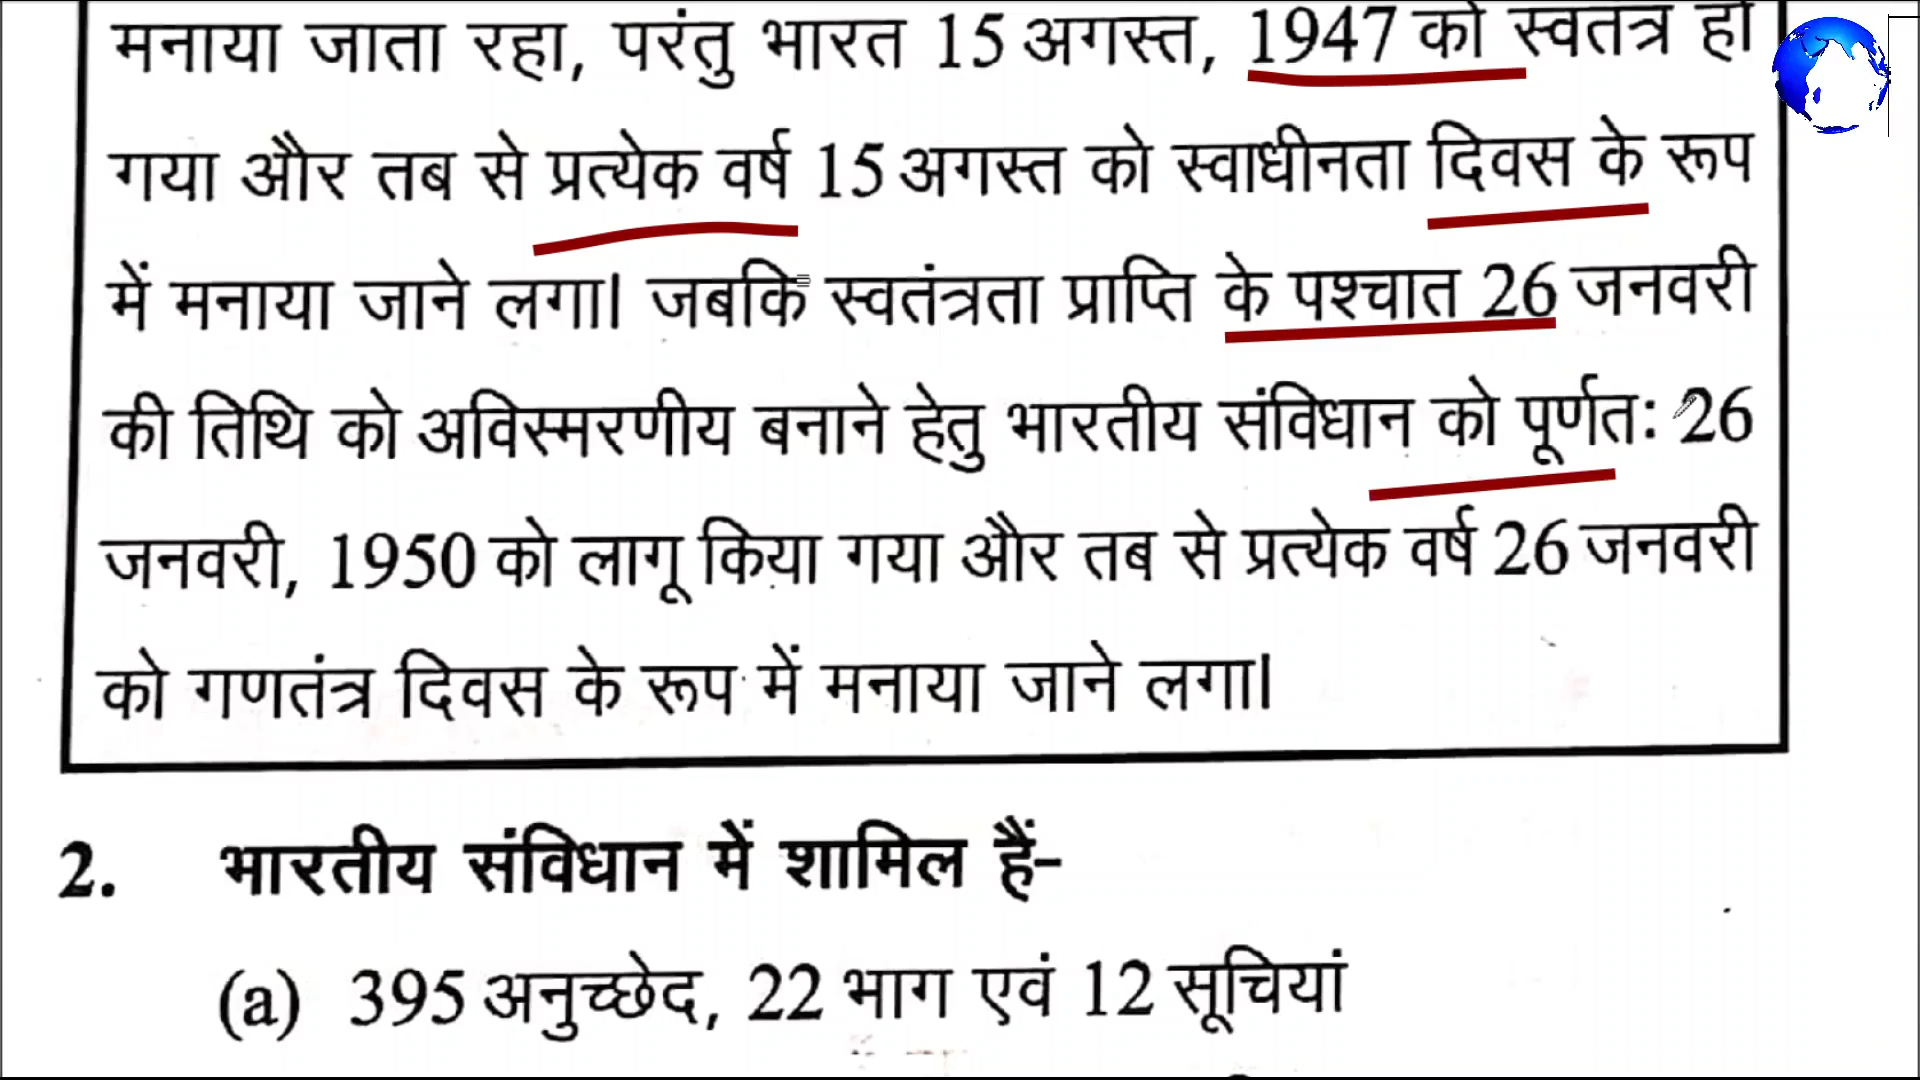 मनाया जाता रहा, परंतु भारत 15 अगस्त, 1947 को स्वतंत्र हो
गया और तब से प्रत्येक वर्ष 15 अगस्त को स्वाधीनता दिवस के रूप
में मनाया जाने लगा। जबकि स्वतंत्रता प्राप्ति के पश्चात 26 जनवरी
की तिथि को अविस्मरणीय बनाने हेतु भारतीय संविधान को पूर्णतः 26
जनवरी, 1950 को लागू किया गया और तब से प्रत्येक वर्ष 26 जनवरी
को गणतंत्र दिवस के रूप में मनाया जाने लगा।
2. भारतीय संविधान में शामिल हैं-
(a) 395 अनुच्छेद, 22 भाग एवं 12 सूचियां